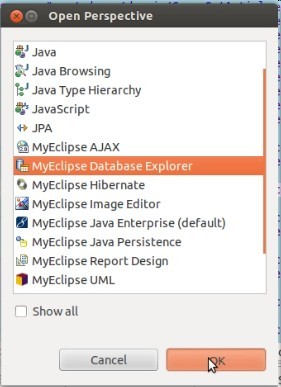 Open Perspective
Java
Java Browsing
Java Type Hierarchy
JavaScript
JPA
MyEclipse AJAX
MyEclipse Database Explorer
MyEclipse Hibernate
MyEclipse Image Editor
MyEclipse Java Enterprise (default)
MyEclipse Java Persistence
MyEclipse Report Design
MyEclipse UML
Show all
Cancel
OK